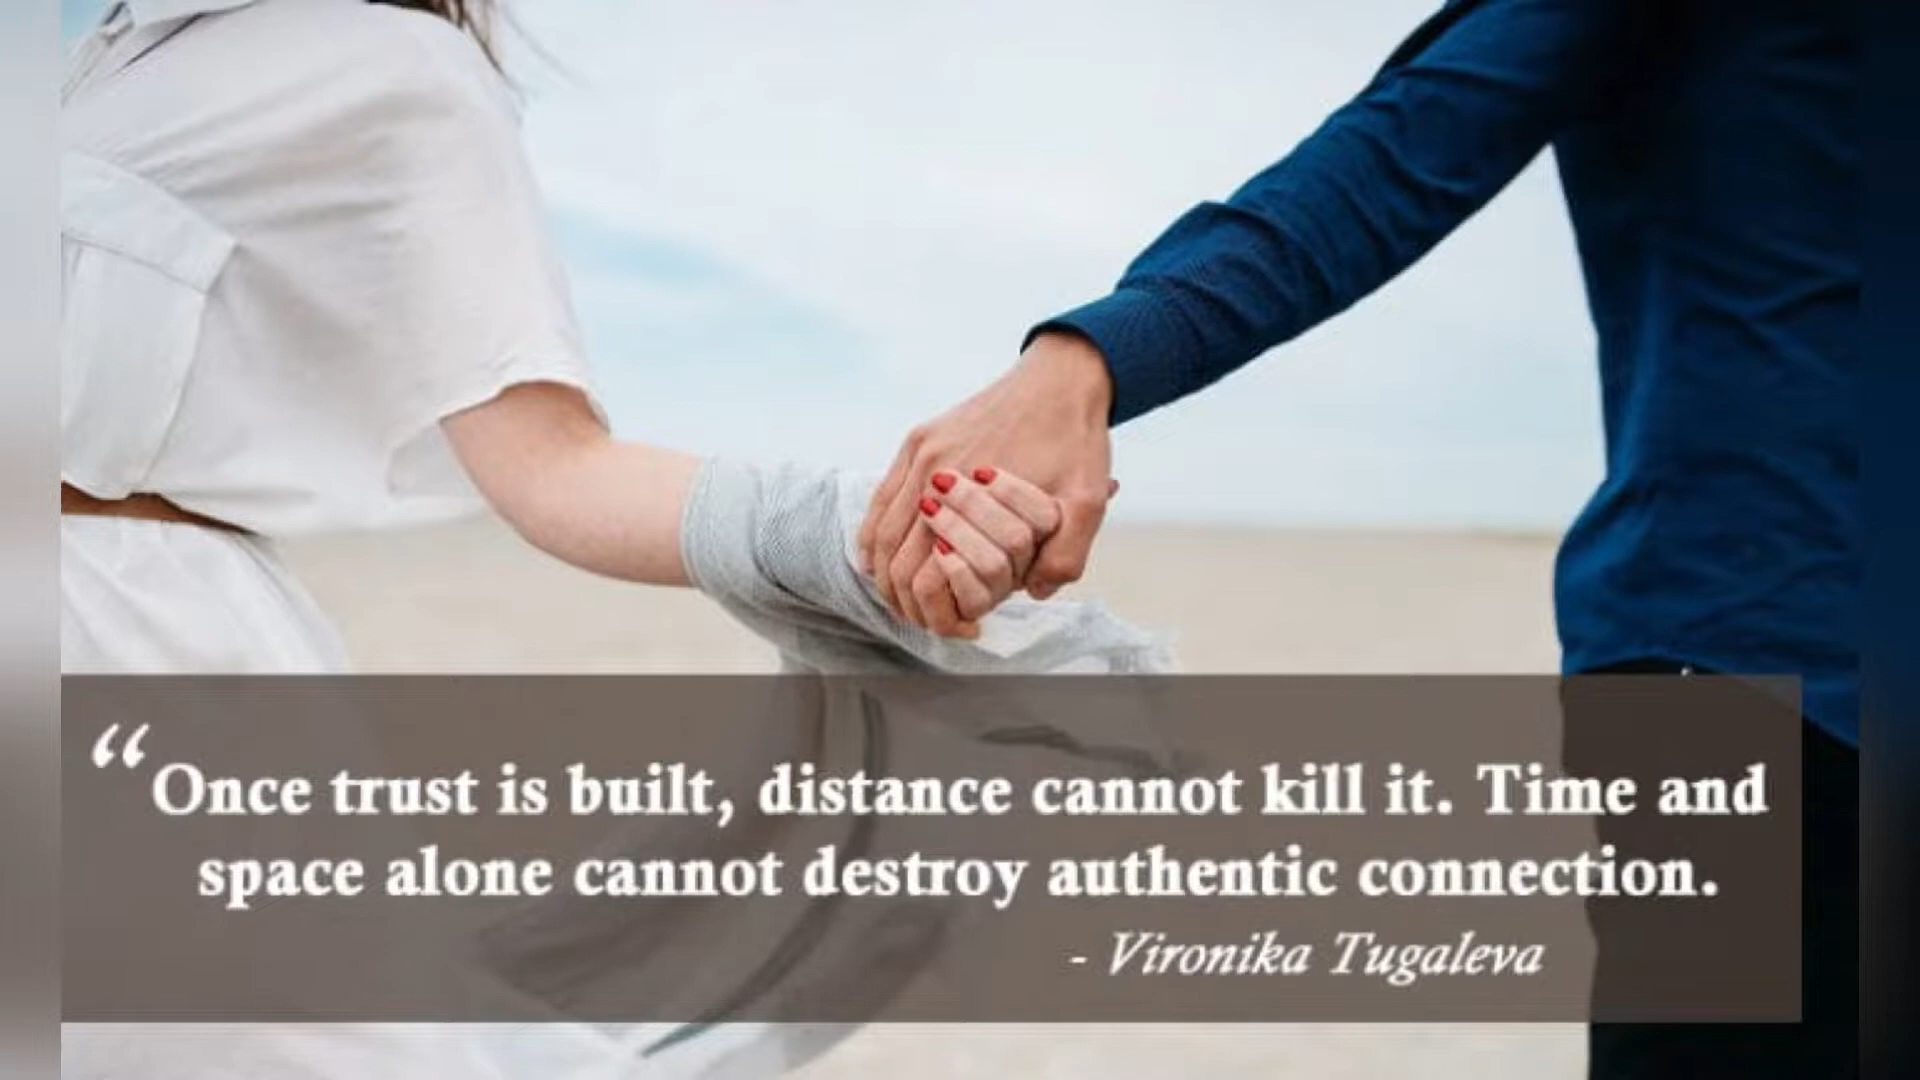 “Once trust is built, distance cannot kill it. Time and
space alone cannot destroy authentic connection.
- Vironika Tugaleva